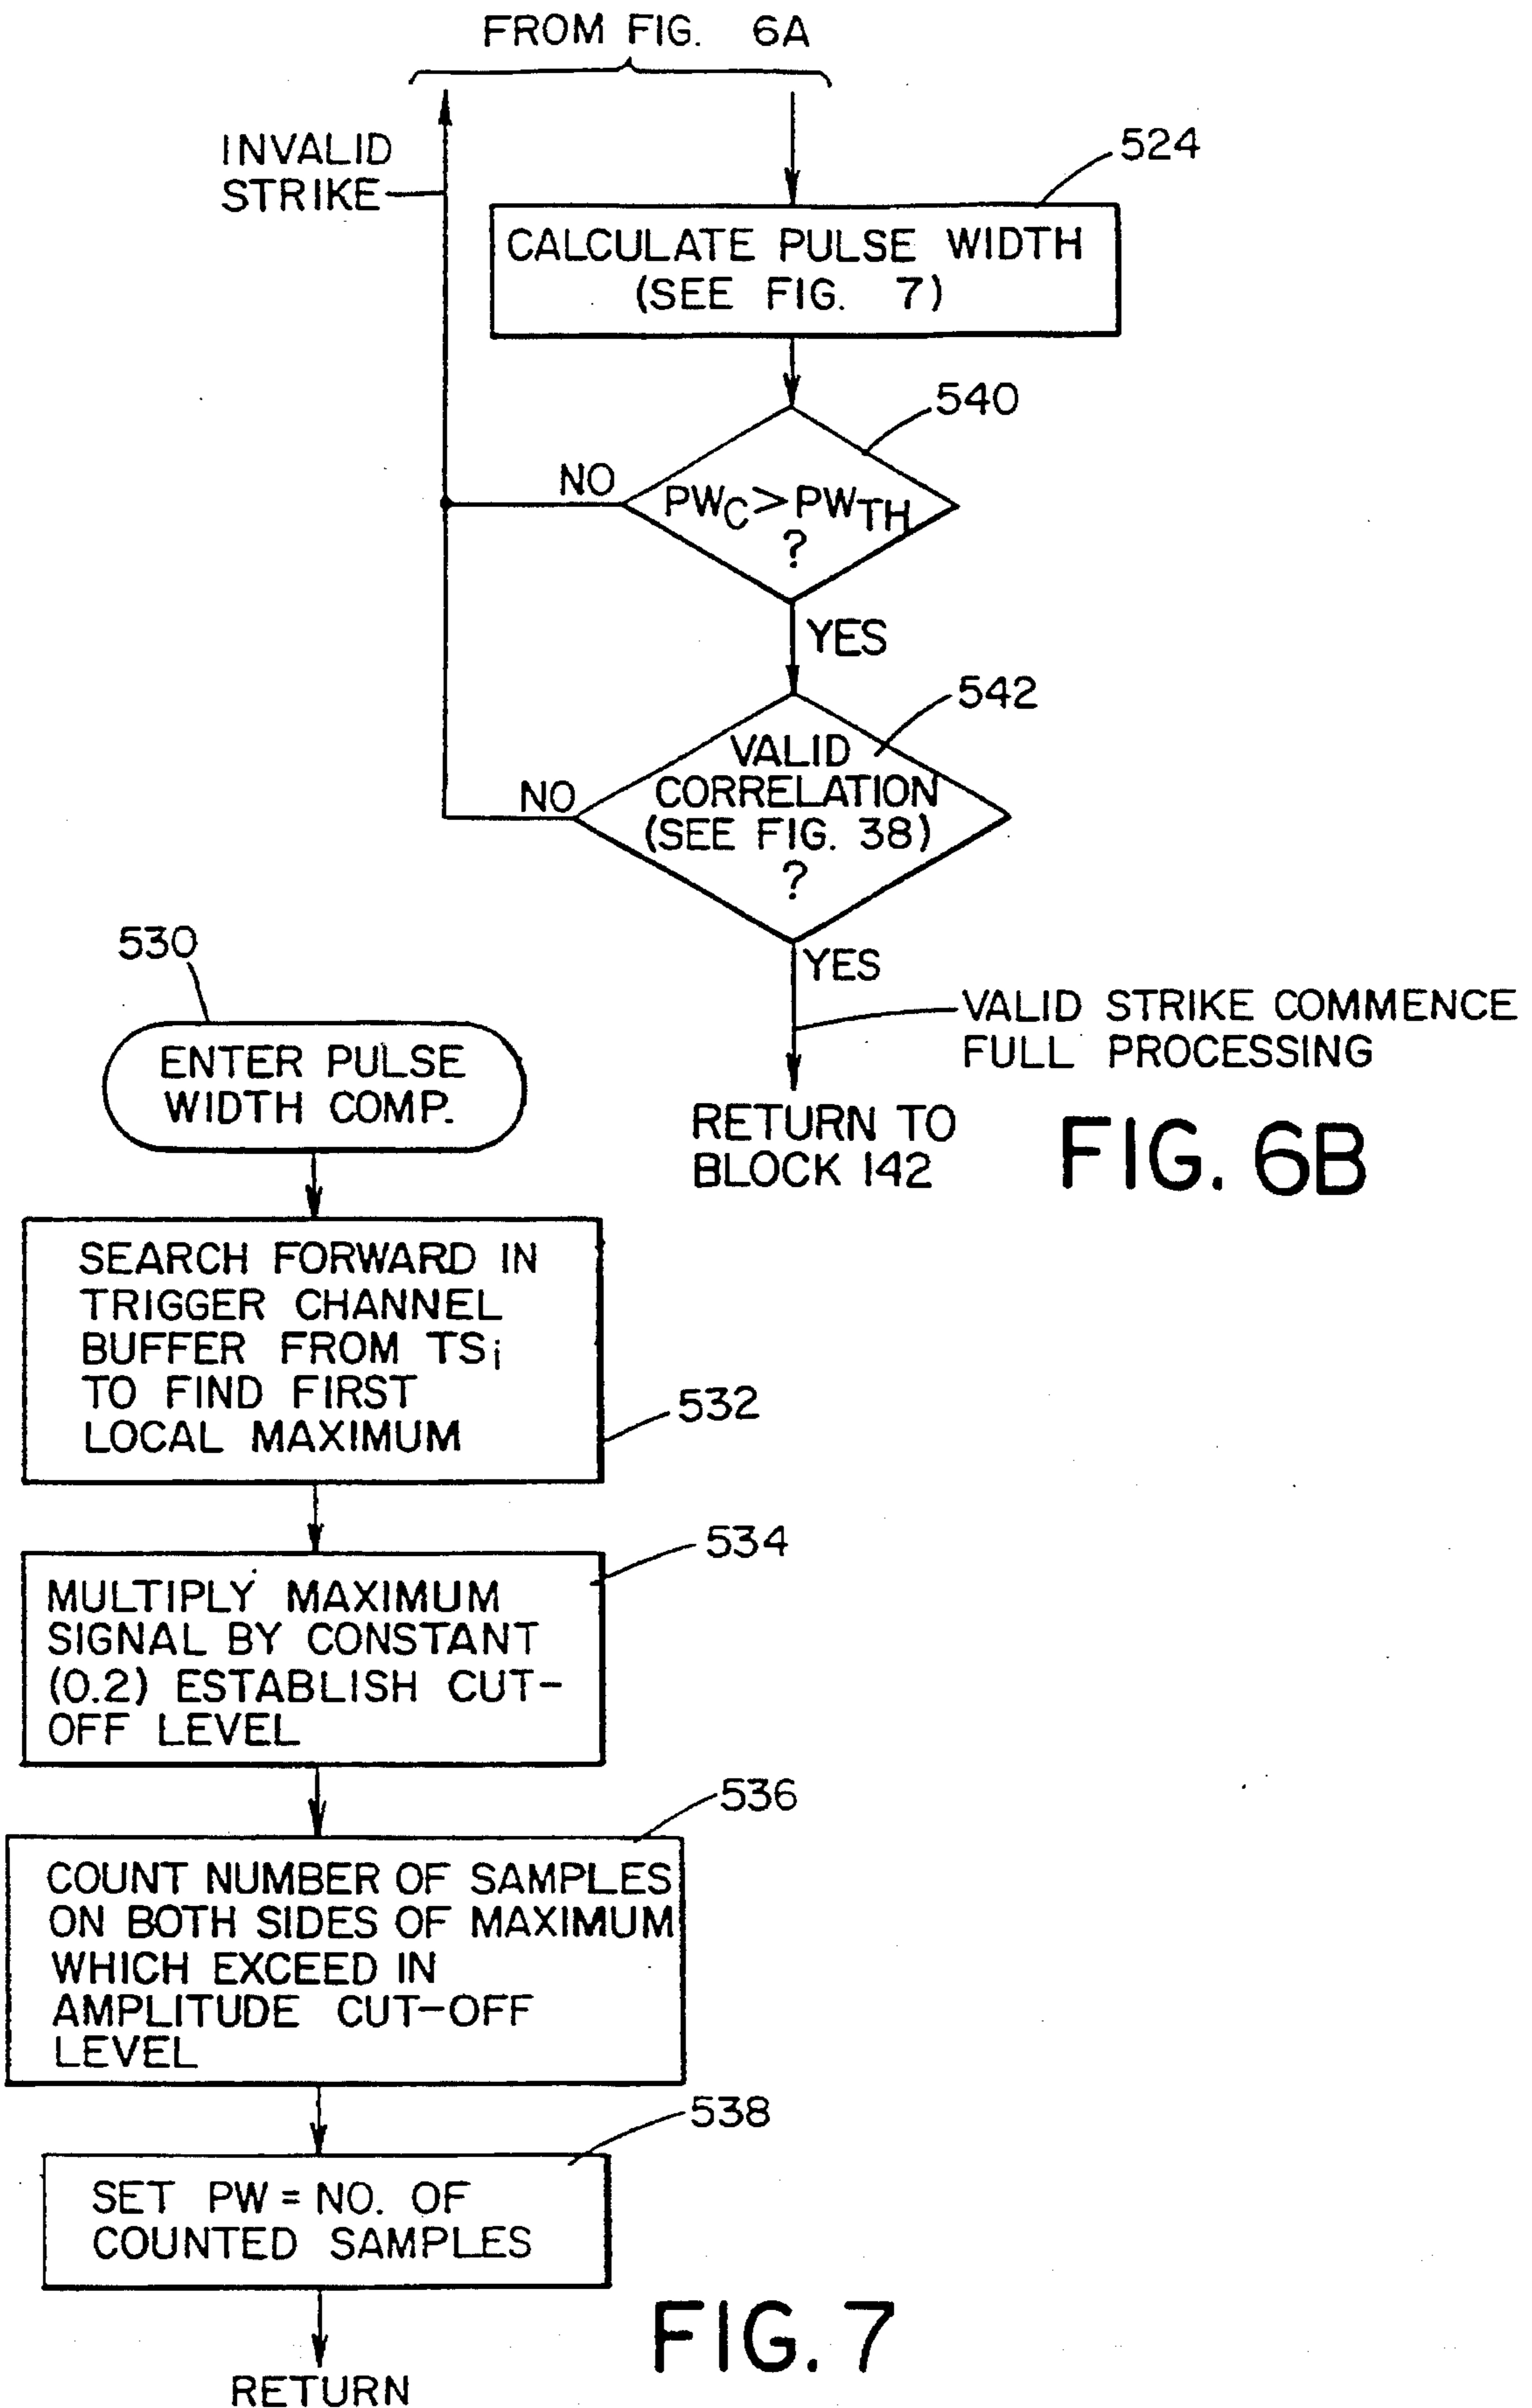 FROM FIG. 6A
INVALID
STRIKE
524
CALCULATE PULSE WIDTH
(SEE FIG. 7)
540
NO
PWC > PWTH
?
YES
542
VALID
CORRELATION
(SEE FIG. 38)
?
NO
YES
VALID STRIKE COMMENCE
FULL PROCESSING
RETURN TO
BLOCK 142
FIG. 6B
530
ENTER PULSE
WIDTH COMP.
SEARCH FORWARD IN
TRIGGER CHANNEL
BUFFER FROM TSi
TO FIND FIRST
LOCAL MAXIMUM
532
534
MULTIPLY MAXIMUM
SIGNAL BY CONSTANT
(0.2) ESTABLISH CUT-
OFF LEVEL
536
COUNT NUMBER OF SAMPLES
ON BOTH SIDES OF MAXIMUM
WHICH EXCEED IN
AMPLITUDE CUT-OFF
LEVEL
538
SET PW = NO. OF
COUNTED SAMPLES
RETURN
FIG. 7